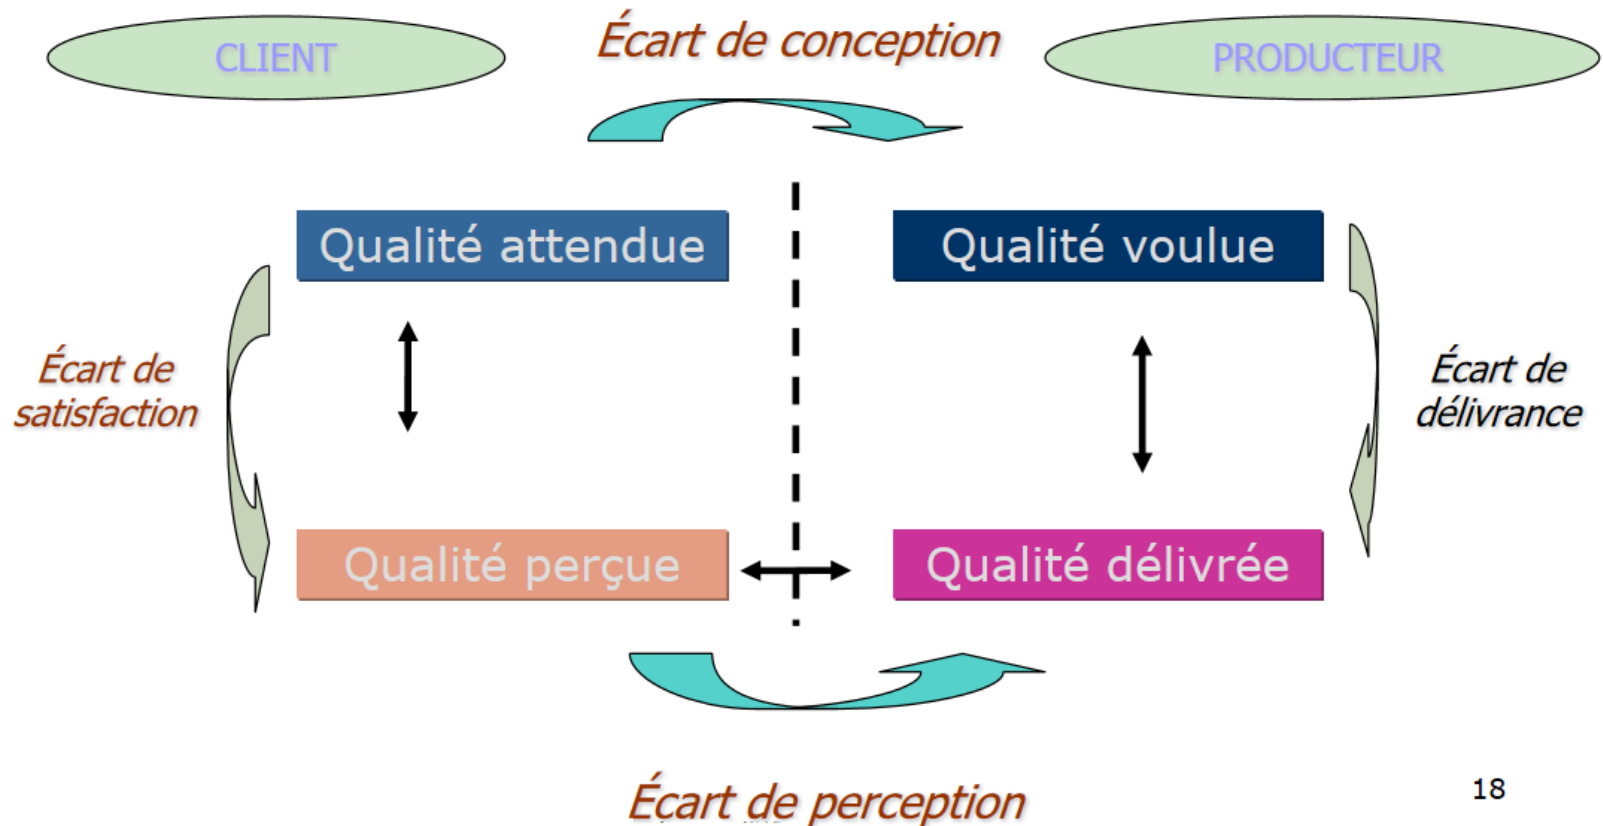 CLIENT
Écart de conception
PRODUCTEUR
Qualité attendue
Qualité voulue
Écart de
satisfaction
Écart de
délivrance
Qualité perçue
Qualité délivrée
Écart de perception
18